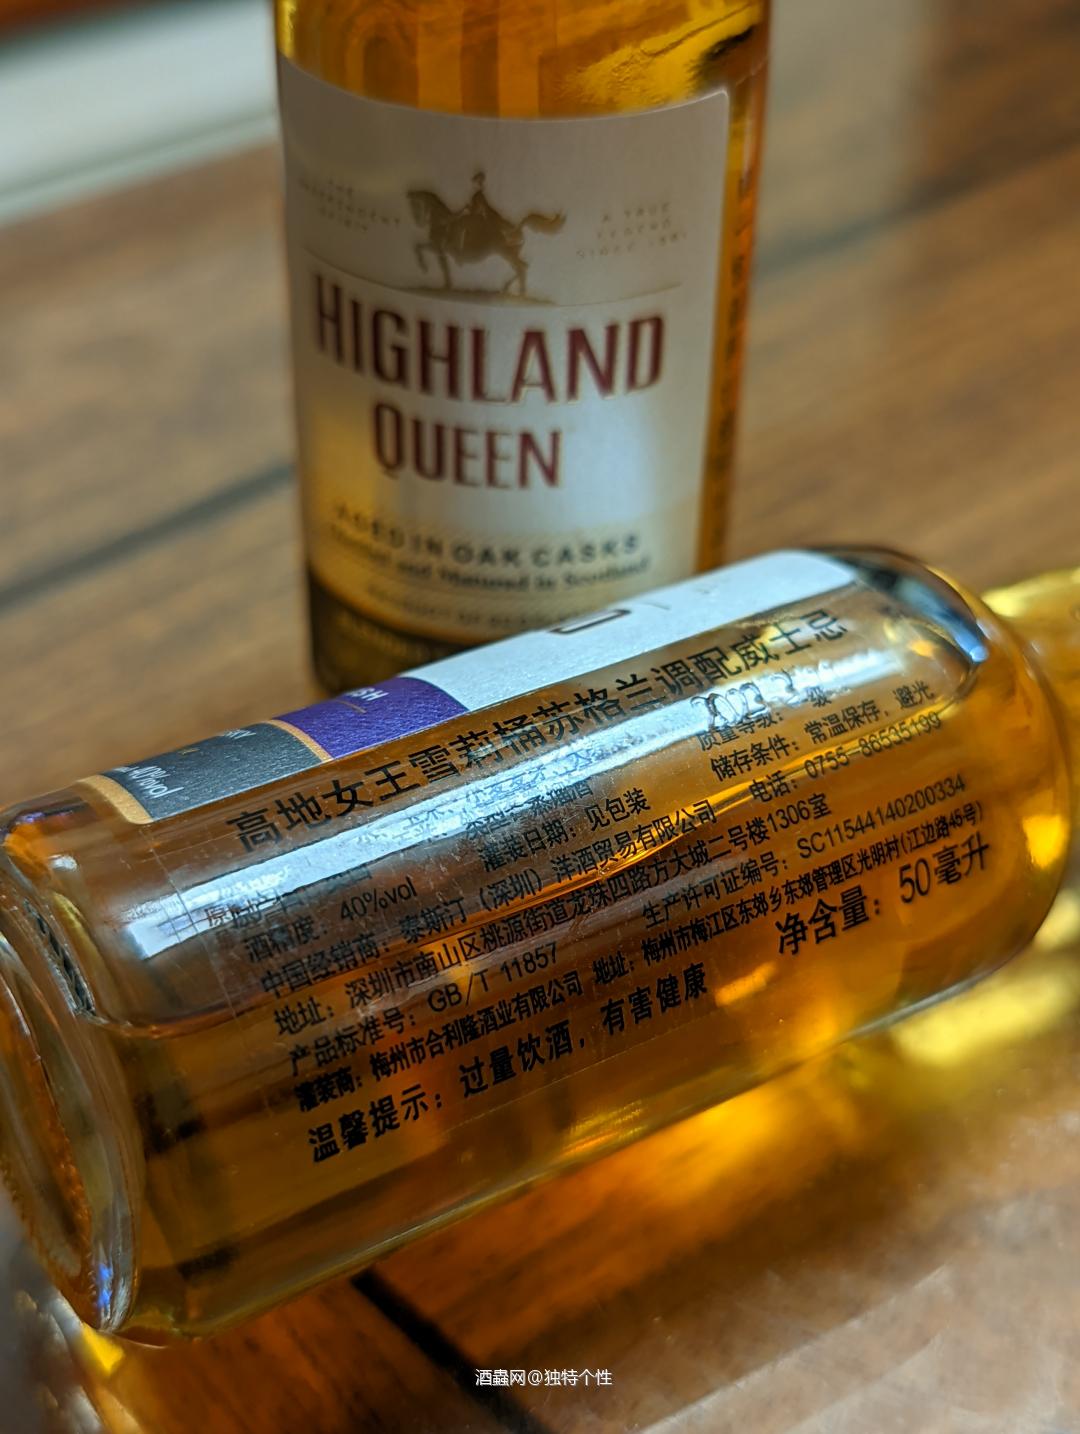 A TRUE
LEGEND
HIGHLAND
QUEEN
AGED IN OAK CASKS
and Matured in Scotland
高地女王雪莉桶苏格兰调配威士忌
质量等级: 级
储存条件: 常温保存, 避光
灌装日期: 见包装
电话: 0755-86535199
酒精度: 40%vol
中国经销商: 泰斯汀 (深圳) 洋酒贸易有限公司
地址: 深圳市南山区桃源街道龙珠四路方大城二号楼1306室
产品标准号: GB/T 11857
生产许可证编号: SC11544140200334
灌装商: 梅州市合利隆酒业有限公司 地址: 梅州市梅江区东郊乡东郊管理区光明村(江边路45号)
温馨提示: 过量饮酒, 有害健康
净含量: 50毫升
酒蟲网@独特个性